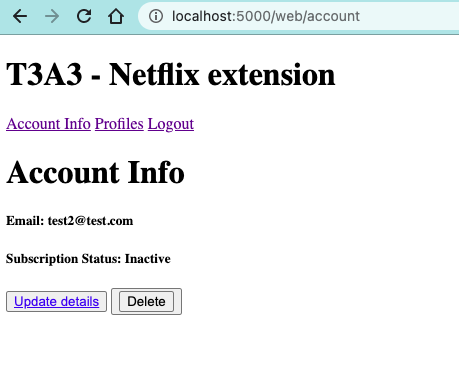 localhost:5000/web/account
T3A3 - Netflix extension
Account Info Profiles Logout
Account Info
Email: test2@test.com
Subscription Status: Inactive
Update details Delete